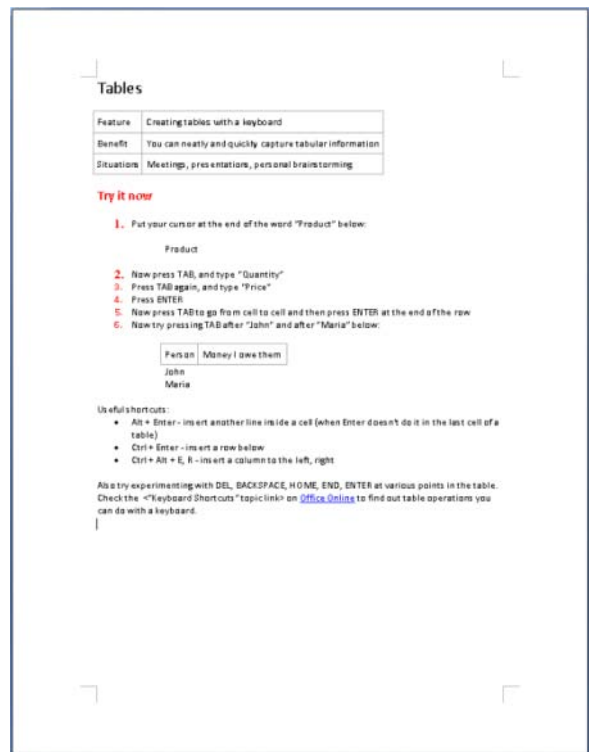 Tables
Feature Creating tables with a keyboard
Benefit You can neatly and quickly capture tabular information
Situations Meetings, presentations, personal brainstorming
Try it now
1. Put your cursor at the end of the word "Product" below:
Product
2. Now press TAB, and type "Quantity"
3. Press TAB again, and type "Price"
4. Press ENTER
5. Now press TAB to go from cell to cell and then press ENTER at the end of the row
6. Now try pressing TAB after "John" and after "Maria" below:
Person Money I owe them
John
Maria
Useful shortcuts:
• Alt + Enter - insert another line inside a cell (when Enter doesn't do it in the last cell of a
table)
• Ctrl + Enter - insert a row below
• Ctrl + Alt + E, R - insert a column to the left, right
Also try experimenting with DEL, BACKSPACE, HOME, END, ENTER at various points in the table.
Check the <"Keyboard Shortcuts" topic link> on Office Online to find out table operations you
can do with a keyboard.